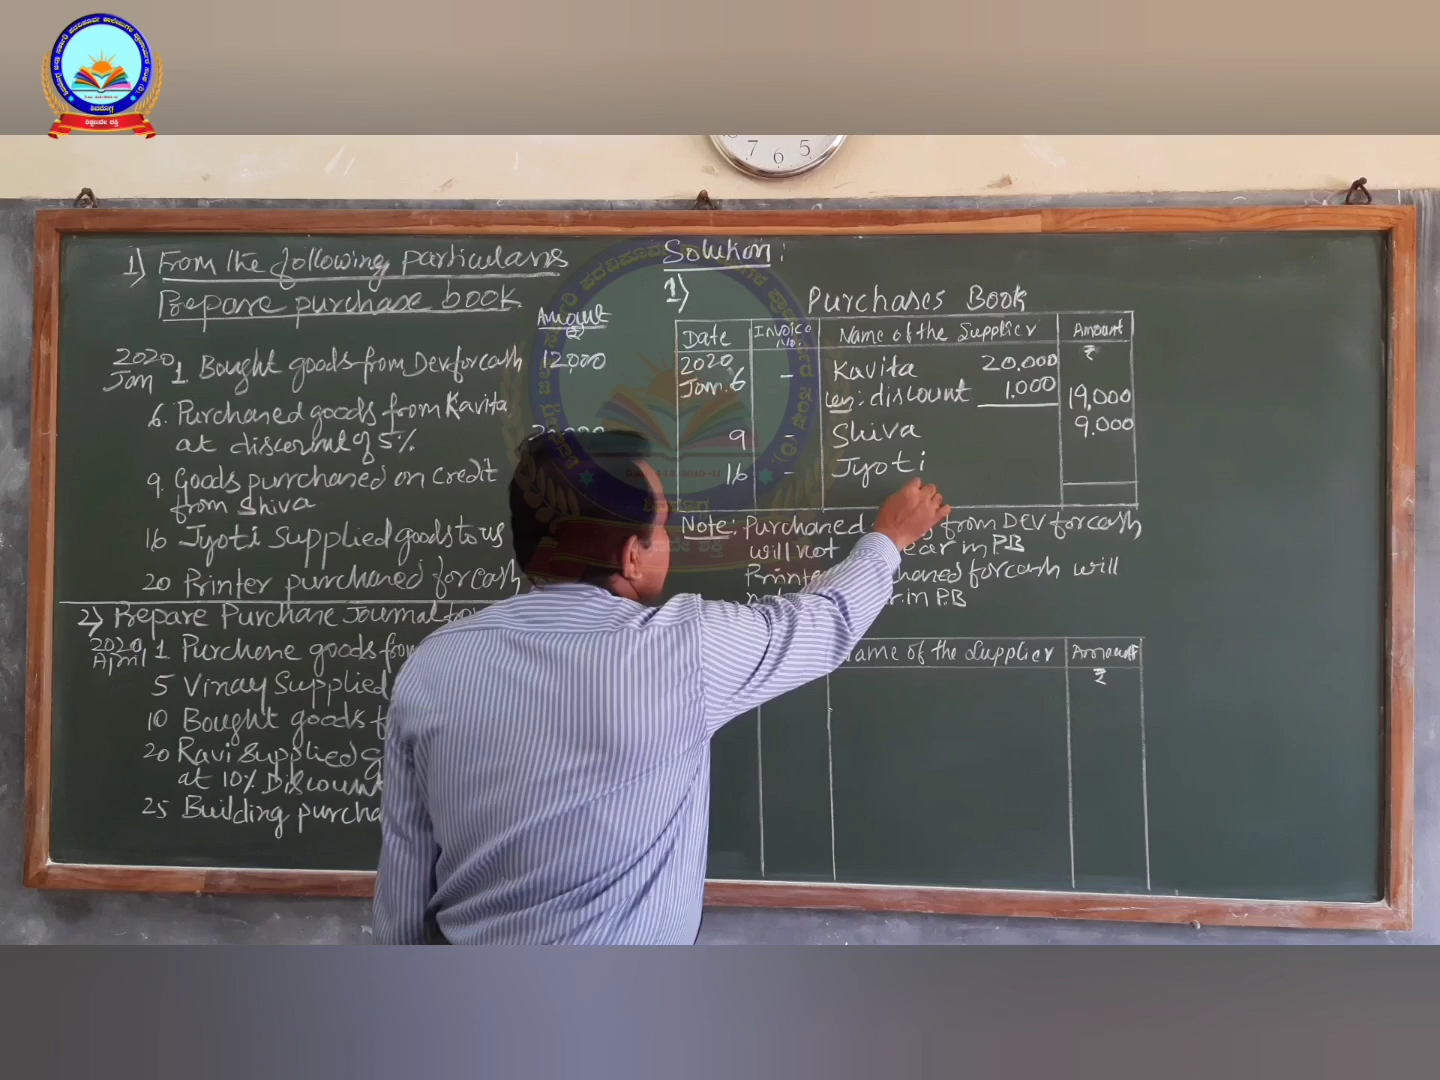 1) From the following particulars
Prepare purchase book.
Amount
₹
2020
Jan 1. Bought goods from Dev for cash 12,000
6. Purchased goods from Kavita
at discount of 5%
9. Goods purchased on credit
from Shiva
16 Jyoti Supplied goods to us
20 Printer purchased for cash
2) Prepare Purchase Journal
2020
April 1 Purchase goods from
5 Vinay Supplied
10 Bought goods
20 Ravi Supplied
at 10% Discount
25 Building purcha
Solution:
1)
Purchases Book
Date Invoice No. Name of the Supplier Amount
₹
2020
Jan. 6 - Kavita 20,000
Less: discount 1,000 19,000
9 - Shiva 9,000
16 - Jyoti
Note: Purchased from DEV for cash
will not ear in PB
Printer chased for cash will
r in P.B
Name of the Supplier Amount
₹
7 6 5
ಶಿವಮೊಗ್ಗ